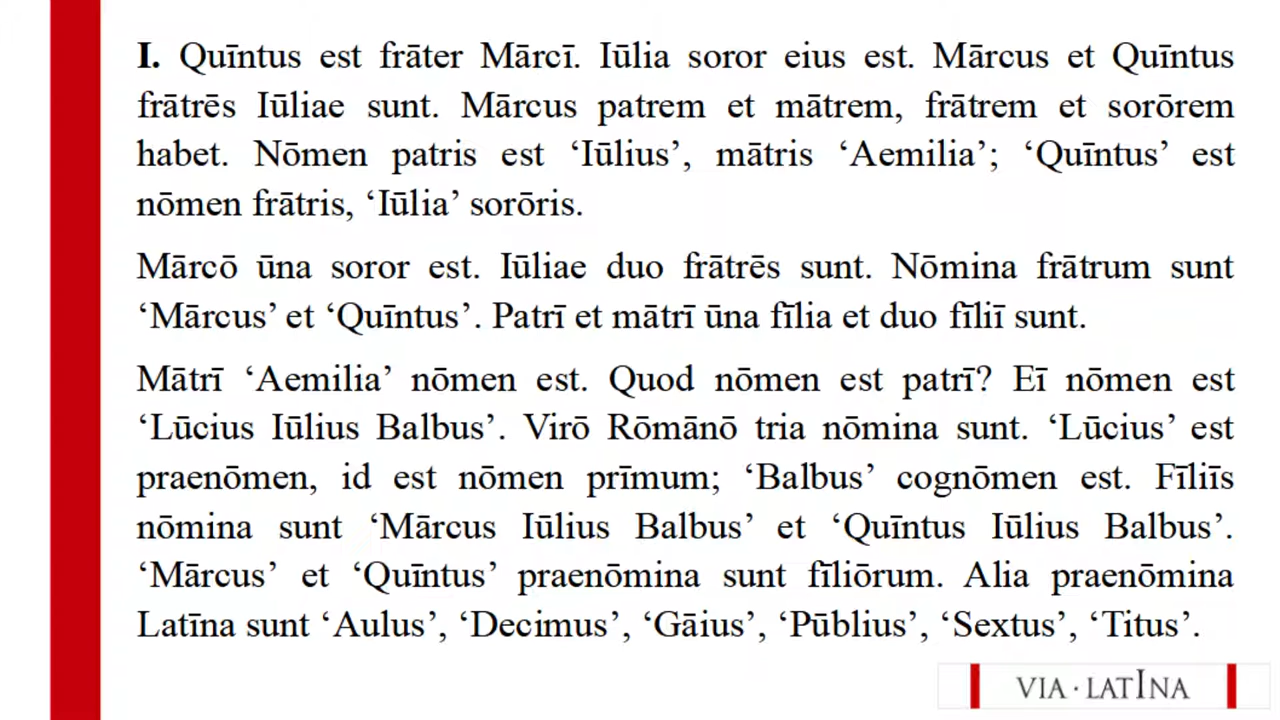 I. Quīntus est frāter Mārcī. Iūlia soror eius est. Mārcus et Quīntus
frātrēs Iūliae sunt. Mārcus patrem et mātrem, frātrem et sorōrem
habet. Nōmen patris est ‘Iūlius’, mātris ‘Aemilia’; ‘Quīntus’ est
nōmen frātris, ‘Iūlia’ sorōris.
Mārcō ūna soror est. Iūliae duo frātrēs sunt. Nōmina frātrum sunt
‘Mārcus’ et ‘Quīntus’. Patrī et mātrī ūna fīlia et duo fīliī sunt.
Mātrī ‘Aemilia’ nōmen est. Quod nōmen est patrī? Eī nōmen est
‘Lūcius Iūlius Balbus’. Virō Rōmānō tria nōmina sunt. ‘Lūcius’ est
praenōmen, id est nōmen prīmum; ‘Balbus’ cognōmen est. Fīliīs
nōmina sunt ‘Mārcus Iūlius Balbus’ et ‘Quīntus Iūlius Balbus’.
‘Mārcus’ et ‘Quīntus’ praenōmina sunt fīliōrum. Alia praenōmina
Latīna sunt ‘Aulus’, ‘Decimus’, ‘Gāius’, ‘Pūblius’, ‘Sextus’, ‘Titus’.
VIA · LATINA